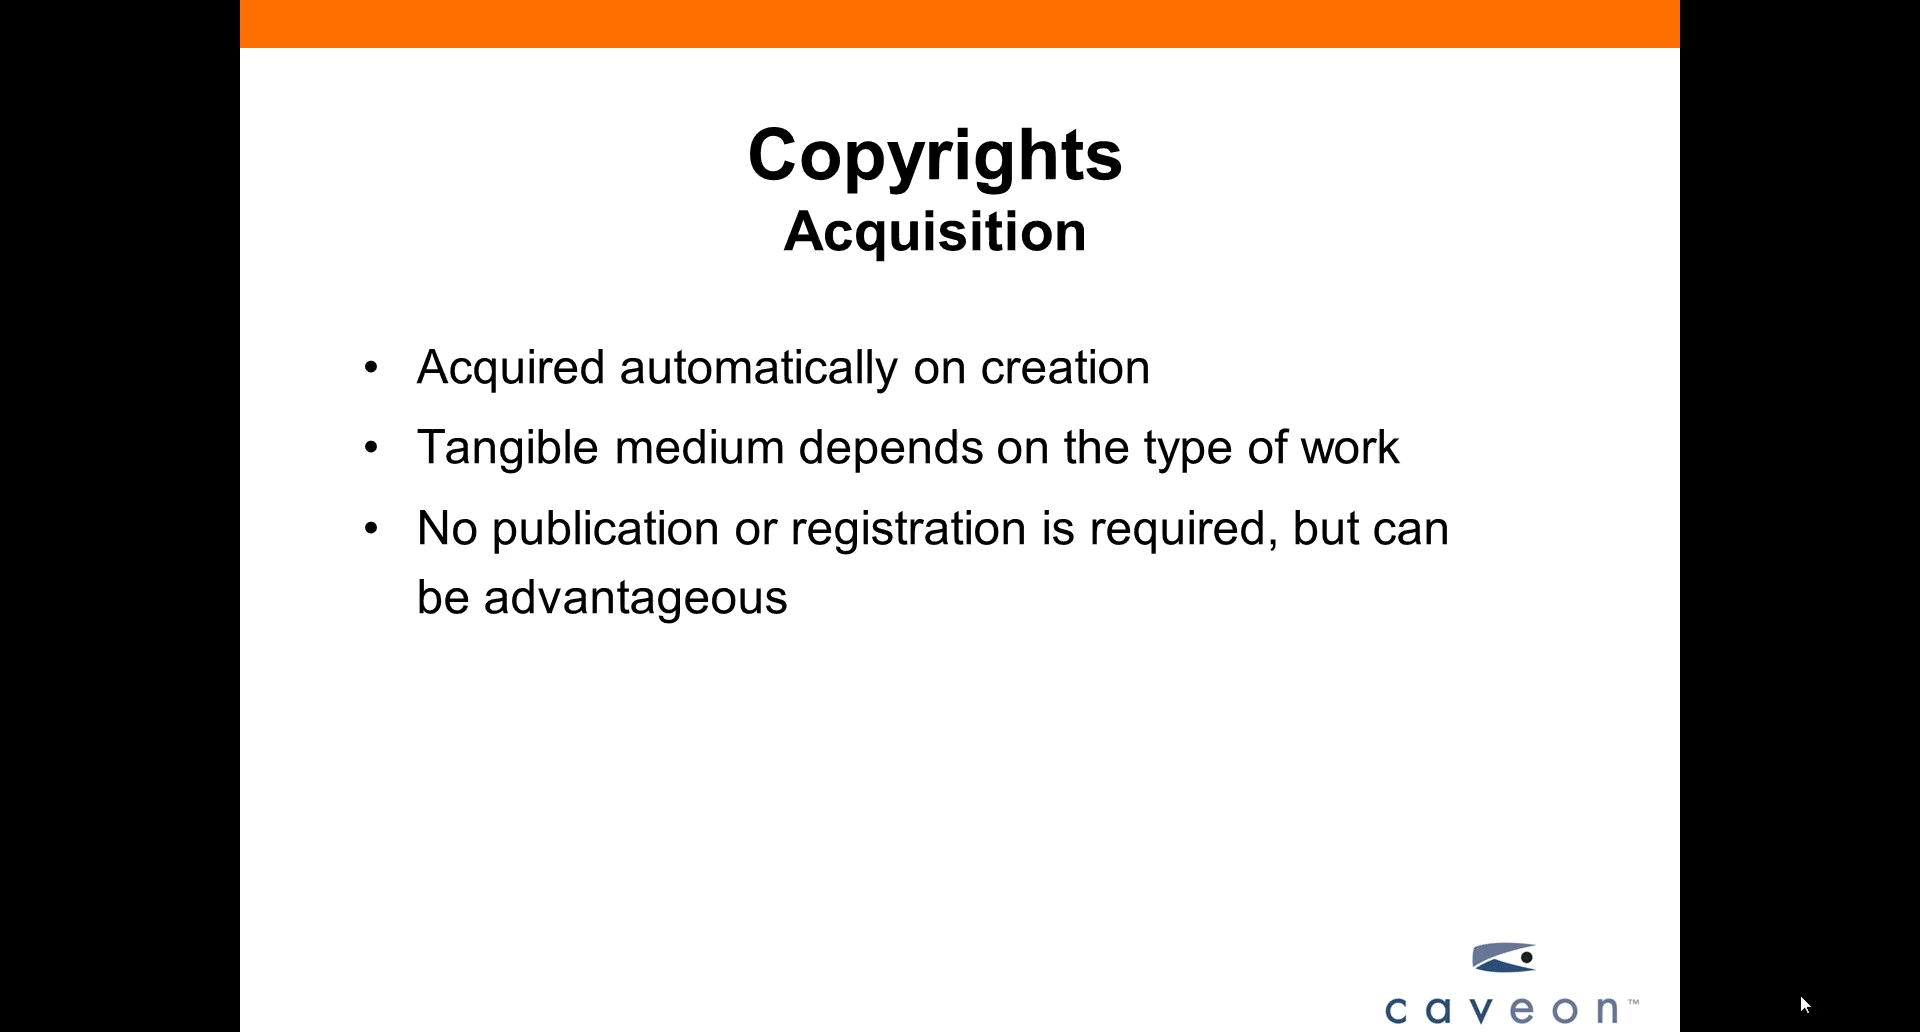 Copyrights
Acquisition
• Acquired automatically on creation
• Tangible medium depends on the type of work
• No publication or registration is required, but can
be advantageous
caveon™